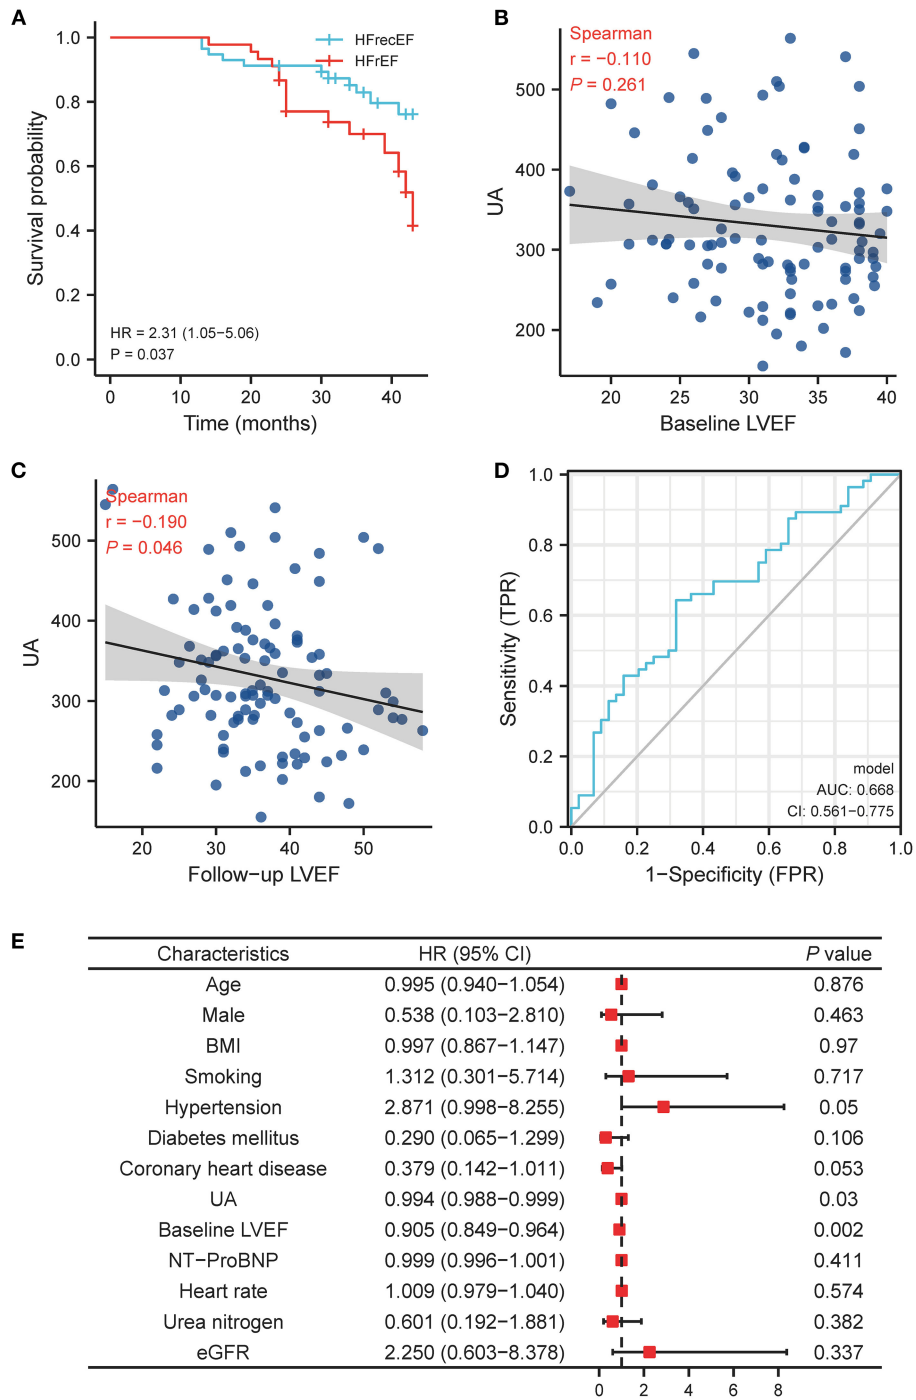 A
1.0
0.8
0.6
0.4
0.2
0.0
Survival probability
HFrecEF
HFrEF
HR = 2.31 (1.05−5.06)
P = 0.037
0 10 20 30 40
Time (months)
B
Spearman
r = −0.110
P = 0.261
500
400
300
200
UA
20 25 30 35 40
Baseline LVEF
C
Spearman
r = −0.190
P = 0.046
500
400
300
200
UA
20 30 40 50
Follow-up LVEF
D
1.0
0.8
0.6
0.4
0.2
0.0
Sensitivity (TPR)
model
AUC: 0.668
CI: 0.561−0.775
0.0 0.2 0.4 0.6 0.8 1.0
1−Specificity (FPR)
E
Characteristics HR (95% CI) P value
Age 0.995 (0.940−1.054) 0.876
Male 0.538 (0.103−2.810) 0.463
BMI 0.997 (0.867−1.147) 0.97
Smoking 1.312 (0.301−5.714) 0.717
Hypertension 2.871 (0.998−8.255) 0.05
Diabetes mellitus 0.290 (0.065−1.299) 0.106
Coronary heart disease 0.379 (0.142−1.011) 0.053
UA 0.994 (0.988−0.999) 0.03
Baseline LVEF 0.905 (0.849−0.964) 0.002
NT−ProBNP 0.999 (0.996−1.001) 0.411
Heart rate 1.009 (0.979−1.040) 0.574
Urea nitrogen 0.601 (0.192−1.881) 0.382
eGFR 2.250 (0.603−8.378) 0.337
0 2 4 6 8